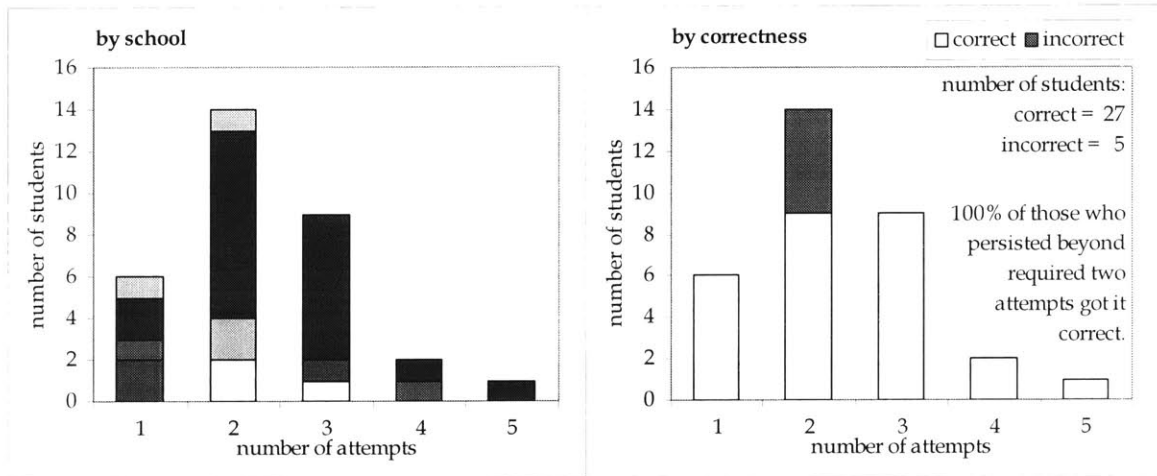 by school
16
14
12
10
8
6
4
2
0
number of students
1 2 3 4 5
number of attempts
by correctness
correct incorrect
16
14
12
10
8
6
4
2
0
number of students
number of students:
correct = 27
incorrect = 5
100% of those who
persisted beyond
required two
attempts got it
correct.
1 2 3 4 5
number of attempts